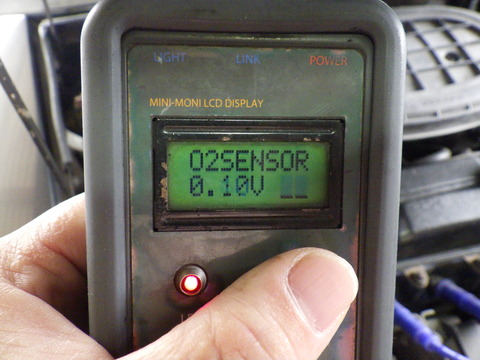 LIGHT LINK POWER
MINI-MONI LCD DISPLAY
O2SENSOR
0.10V